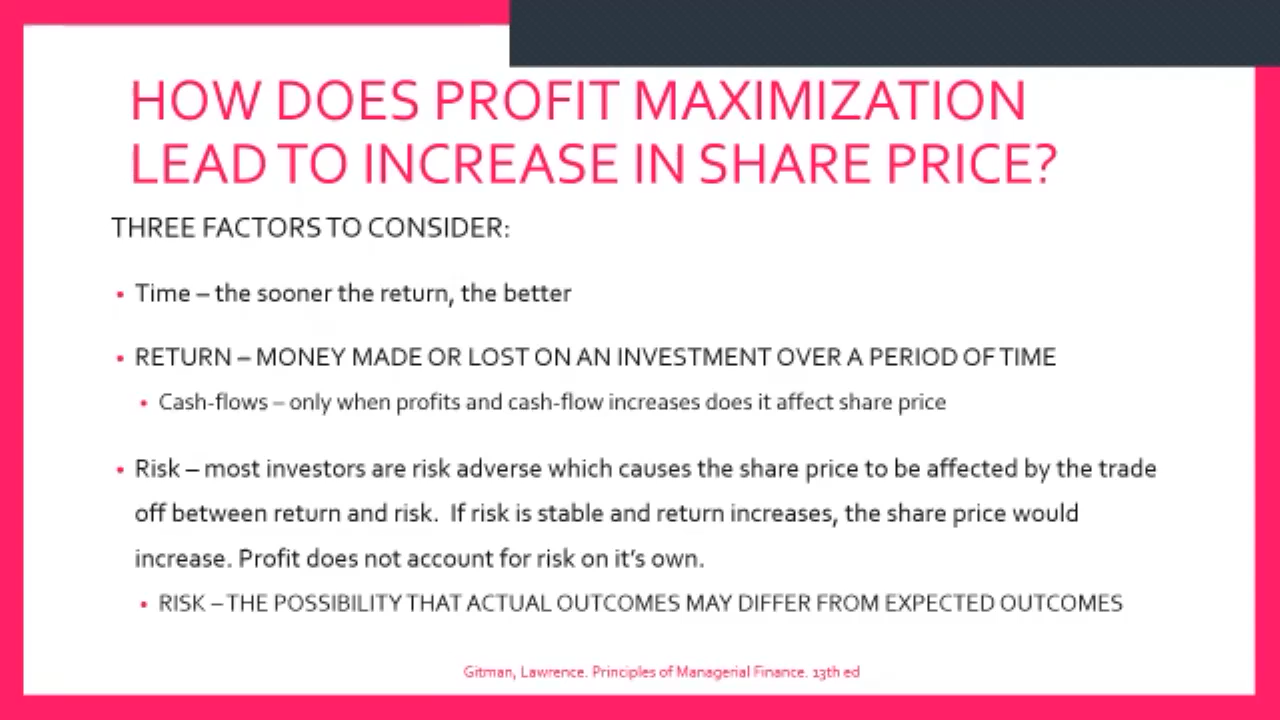 HOW DOES PROFIT MAXIMIZATION
LEAD TO INCREASE IN SHARE PRICE?
THREE FACTORS TO CONSIDER:
• Time – the sooner the return, the better
• RETURN – MONEY MADE OR LOST ON AN INVESTMENT OVER A PERIOD OF TIME
• Cash-flows – only when profits and cash-flow increases does it affect share price
• Risk – most investors are risk adverse which causes the share price to be affected by the trade
off between return and risk.  If risk is stable and return increases, the share price would
increase. Profit does not account for risk on it’s own.
• RISK – THE POSSIBILITY THAT ACTUAL OUTCOMES MAY DIFFER FROM EXPECTED OUTCOMES
Gitman, Lawrence. Principles of Managerial Finance. 13th ed